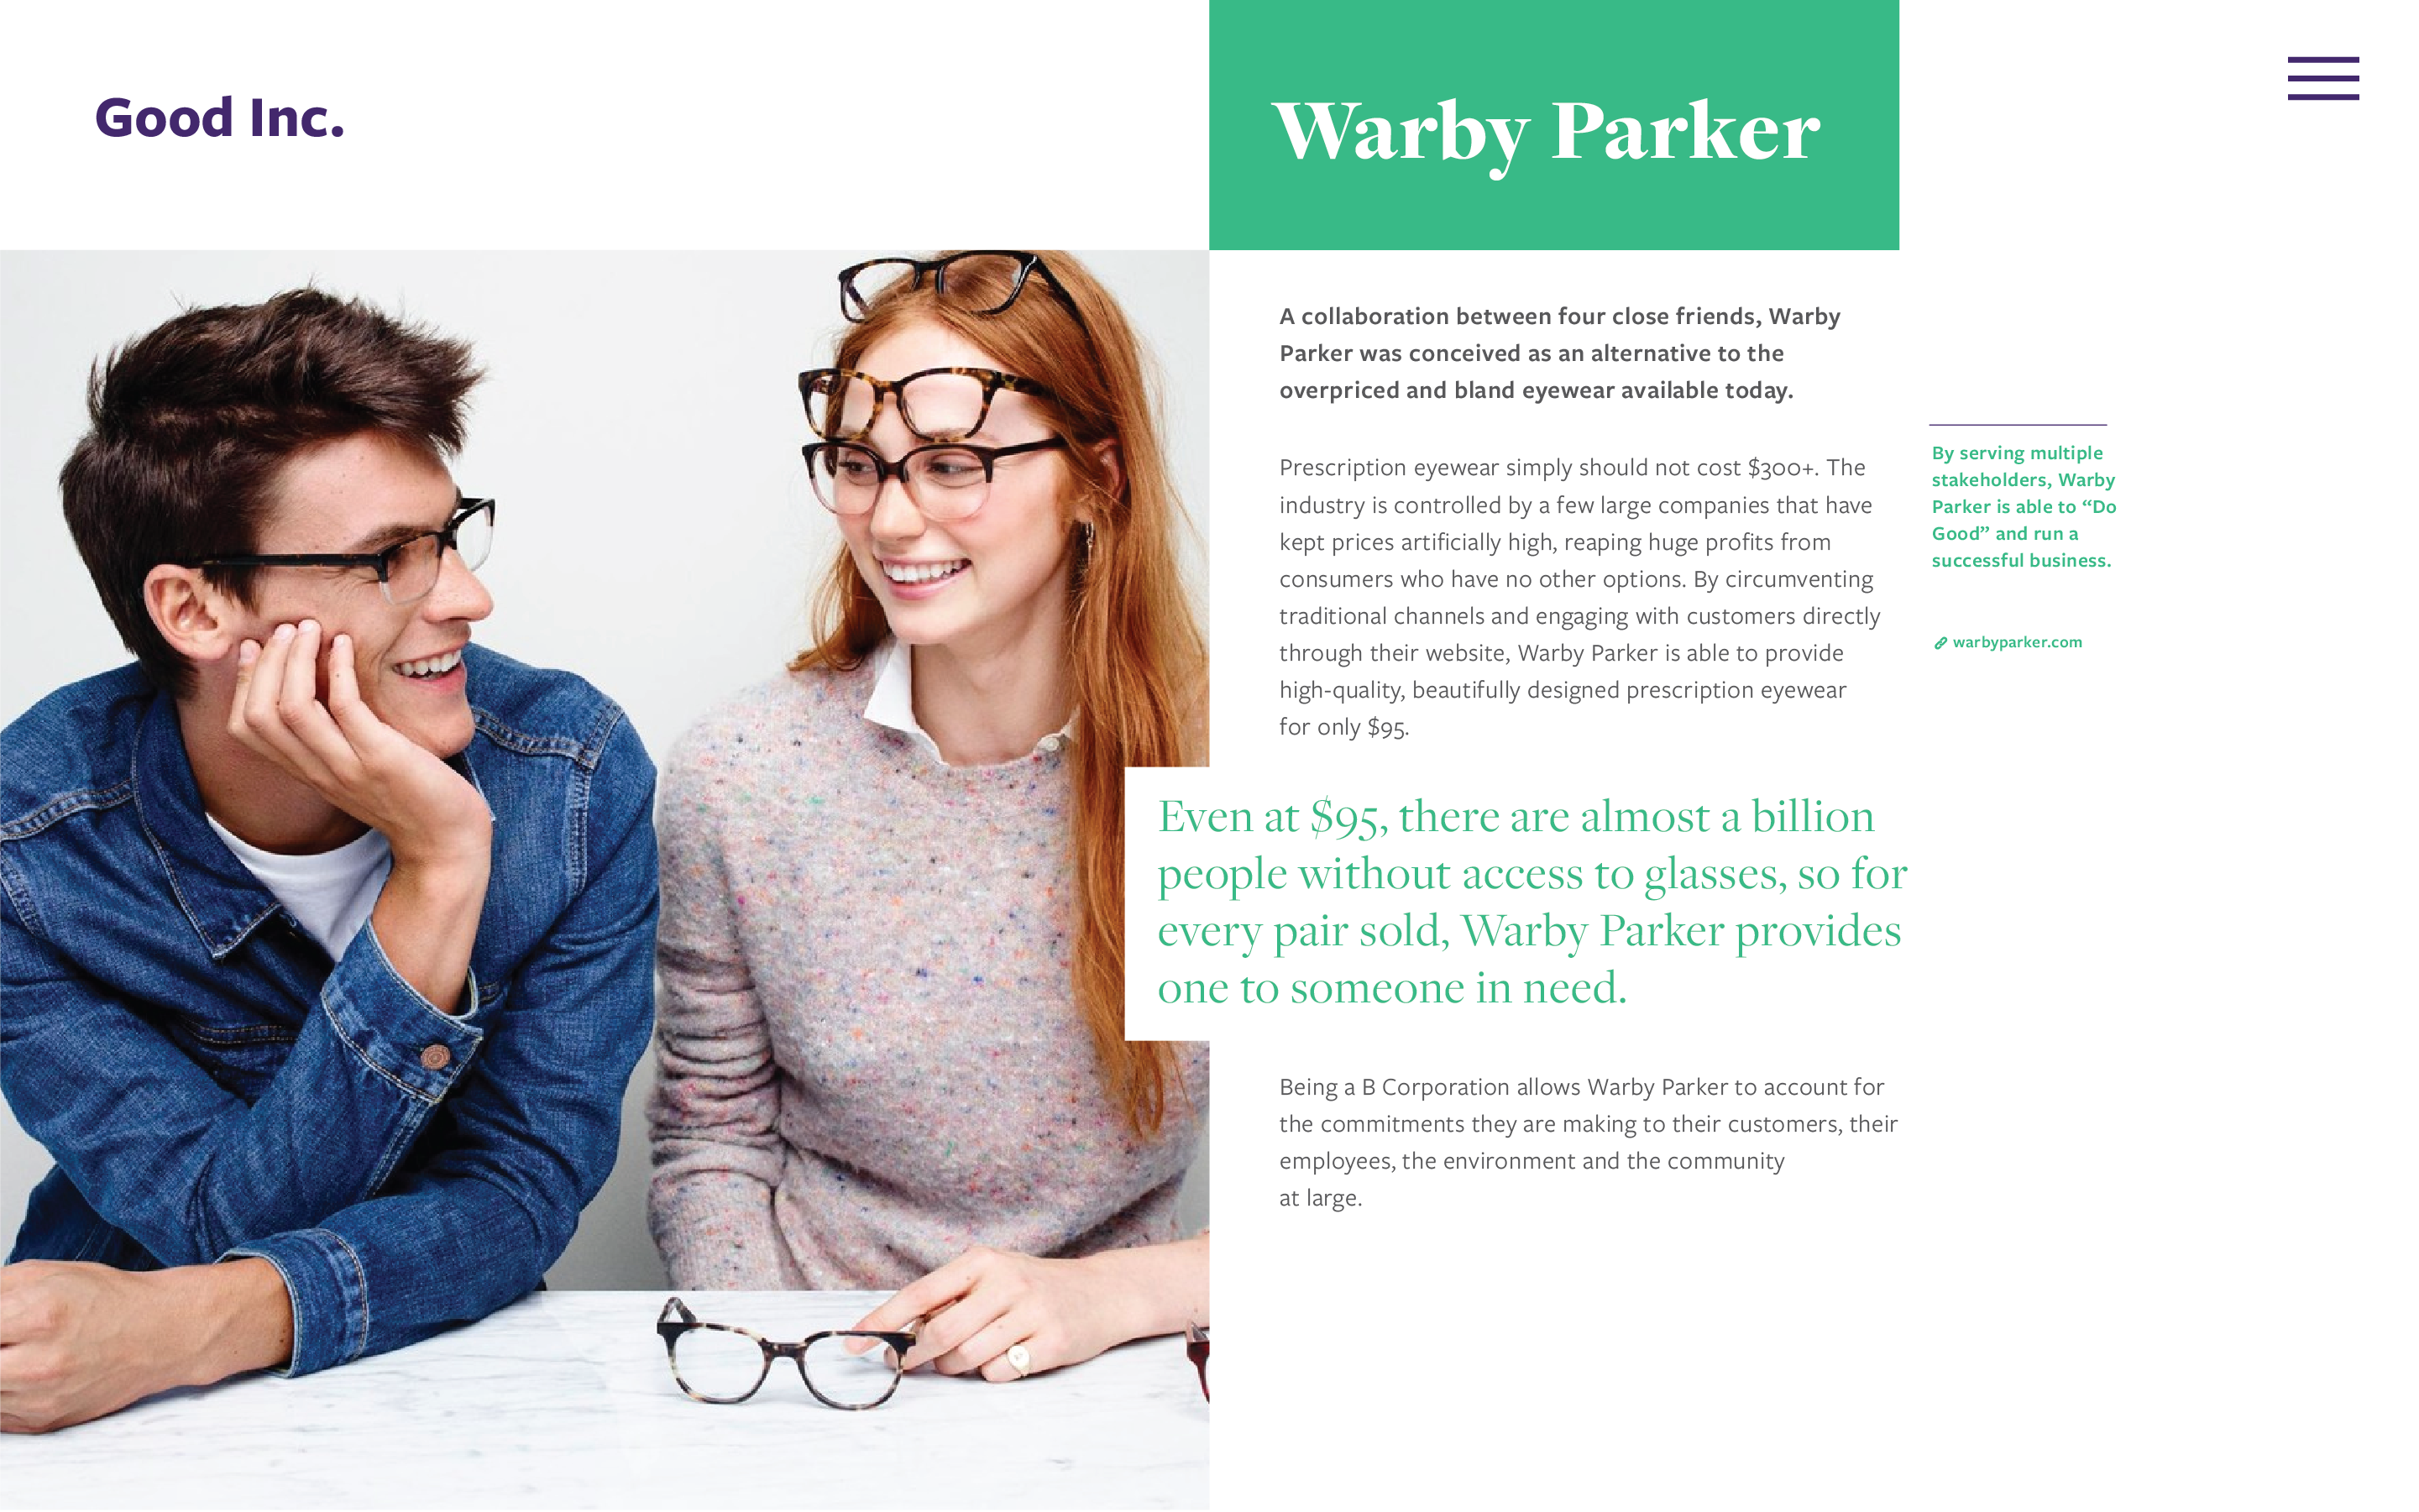 Good Inc.
Warby Parker
A collaboration between four close friends, Warby
Parker was conceived as an alternative to the
overpriced and bland eyewear available today.
Prescription eyewear simply should not cost $300+. The
industry is controlled by a few large companies that have
kept prices artificially high, reaping huge profits from
consumers who have no other options. By circumventing
traditional channels and engaging with customers directly
through their website, Warby Parker is able to provide
high-quality, beautifully designed prescription eyewear
for only $95.
By serving multiple
stakeholders, Warby
Parker is able to “Do
Good” and run a
successful business.
warbyparker.com
Even at $95, there are almost a billion
people without access to glasses, so for
every pair sold, Warby Parker provides
one to someone in need.
Being a B Corporation allows Warby Parker to account for
the commitments they are making to their customers, their
employees, the environment and the community
at large.